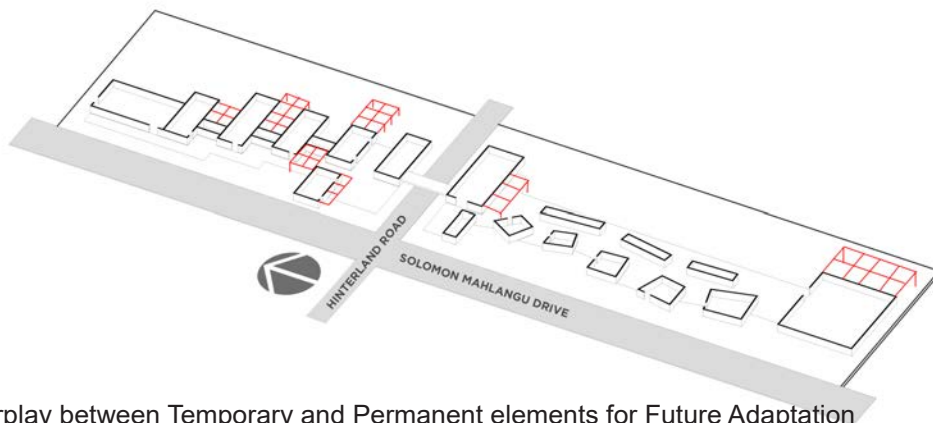 HINTERLAND ROAD
SOLOMON MAHLANGU DRIVE
rplay between Temporary and Permanent elements for Future Adaptation